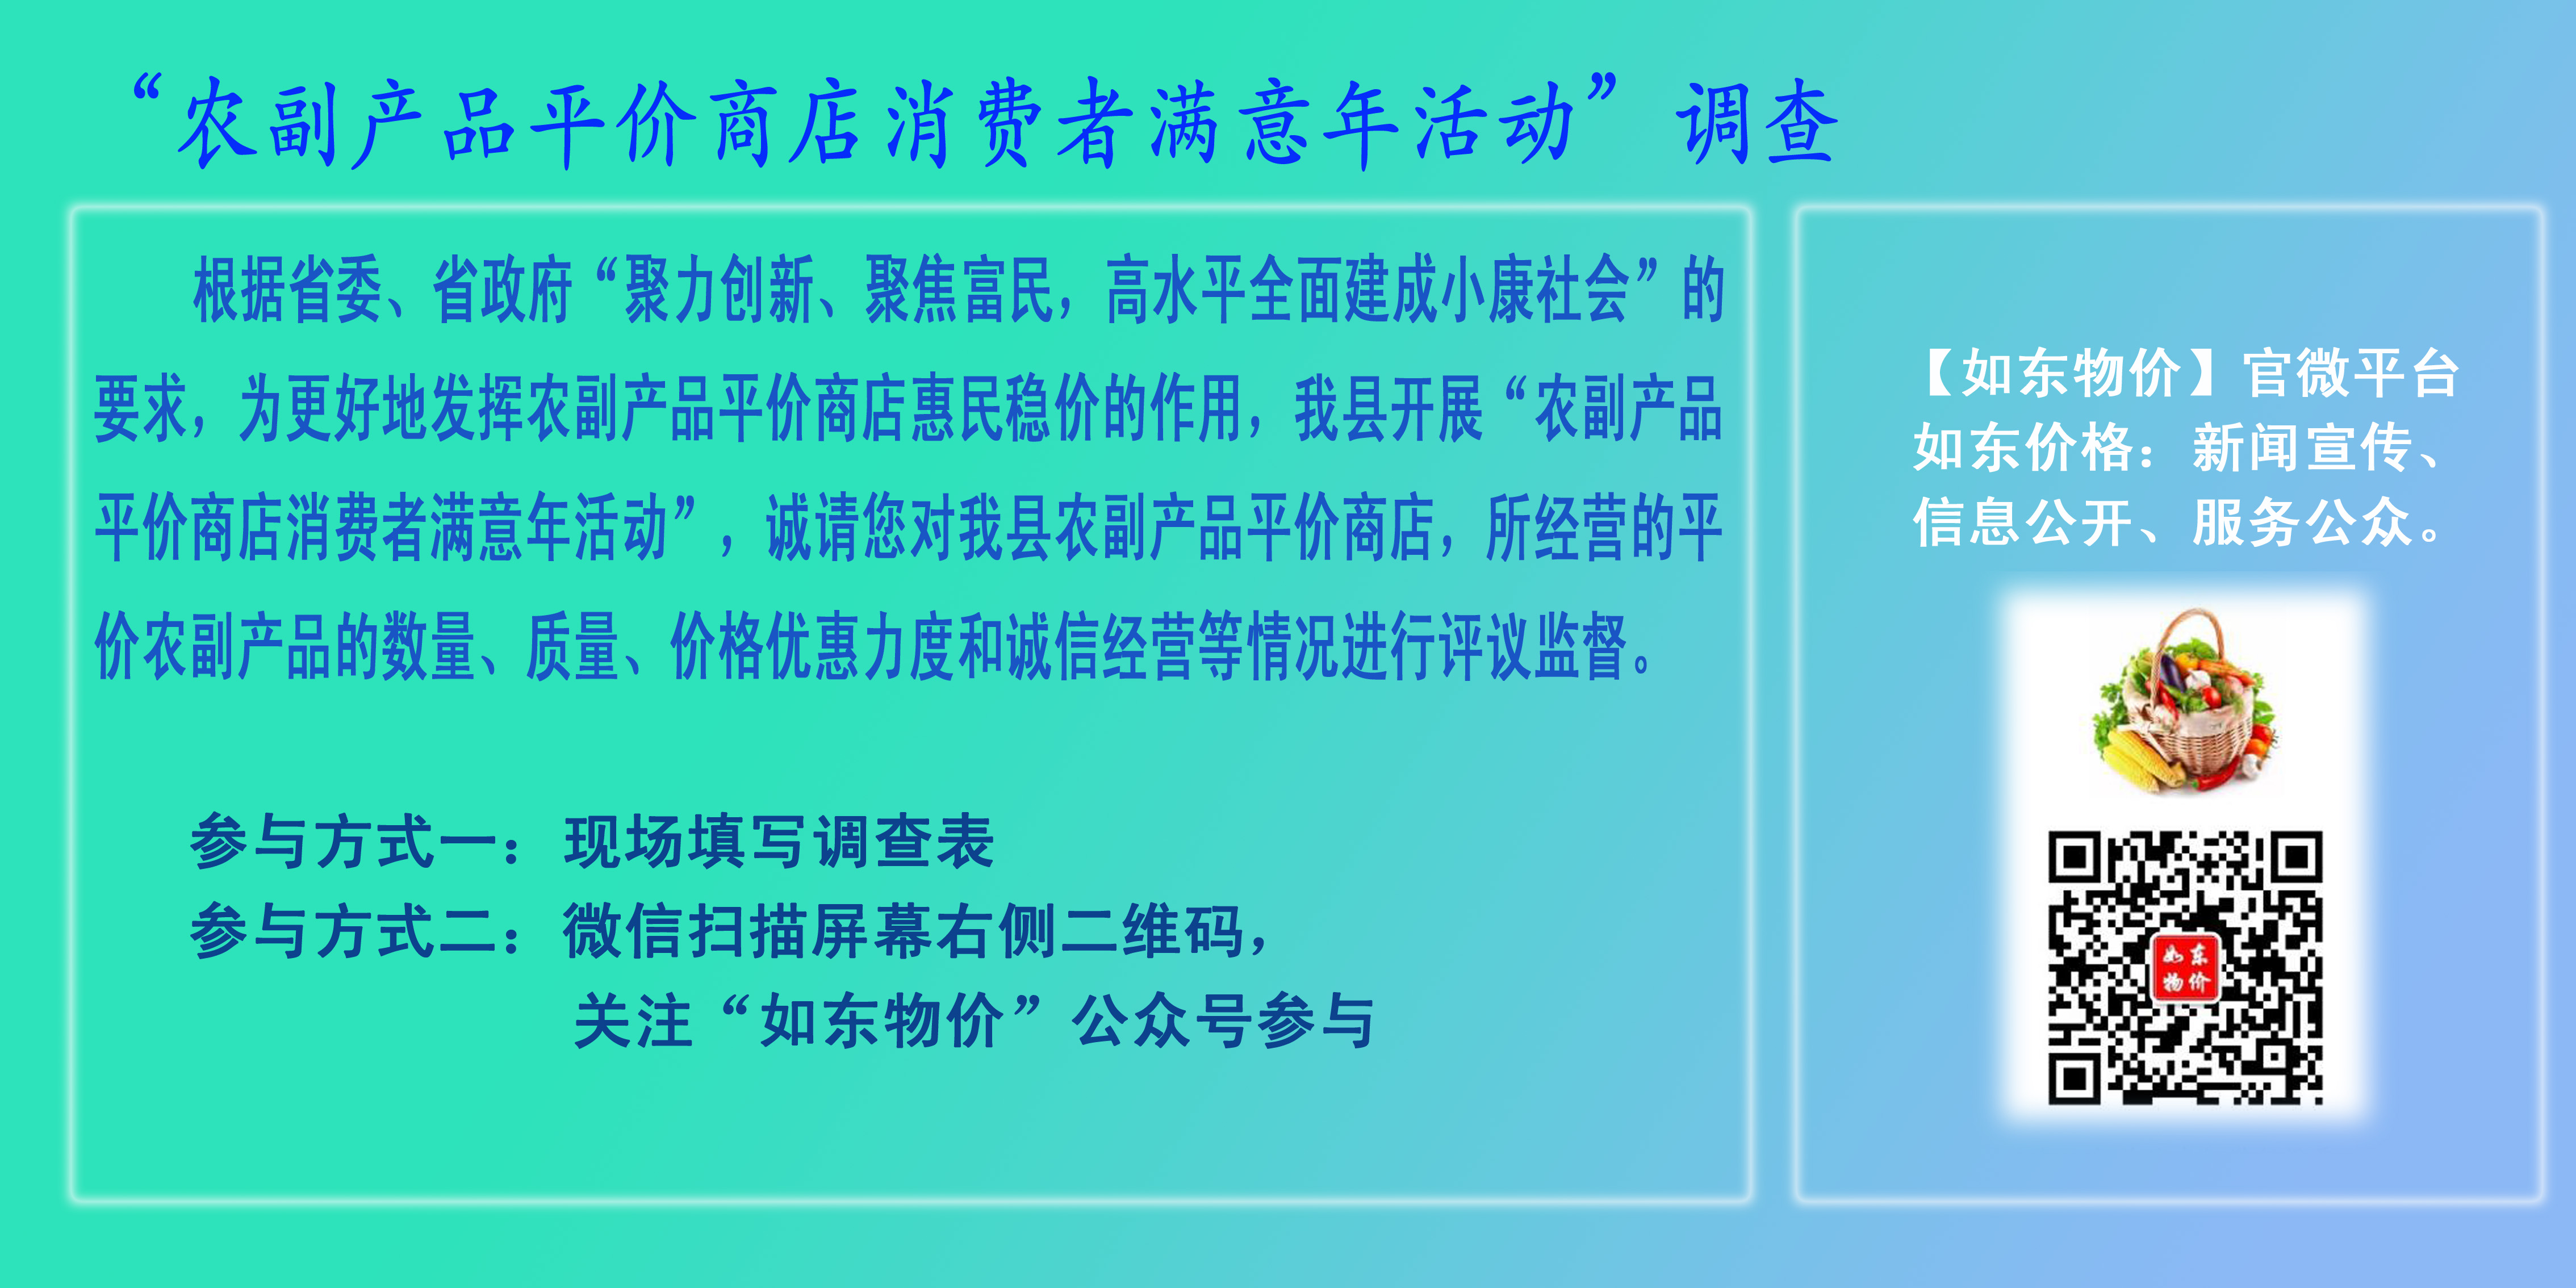 “农副产品平价商店消费者满意年活动”调查
根据省委、省政府“聚力创新、聚焦富民，高水平全面建成小康社会”的
要求，为更好地发挥农副产品平价商店惠民稳价的作用，我县开展“农副产品
平价商店消费者满意年活动”，诚请您对我县农副产品平价商店，所经营的平
价农副产品的数量、质量、价格优惠力度和诚信经营等情况进行评议监督。
参与方式一：现场填写调查表
参与方式二：微信扫描屏幕右侧二维码，
关注“如东物价”公众号参与
【如东物价】官微平台
如东价格：新闻宣传、
信息公开、服务公众。
如东
物价